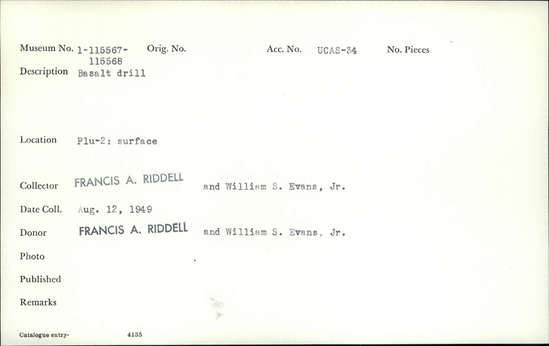 Museum No. 1-115567- Orig. No. Acc. No. UCAS-34 No. Pieces
115568
Description Basalt drill
Location Plu-2; surface
Collector FRANCIS A. RIDDELL and William S. Evans, Jr.
Date Coll. Aug. 12, 1949
Donor FRANCIS A. RIDDELL and William S. Evans, Jr.
Photo
Published
Remarks
Catalogue entry- 4155